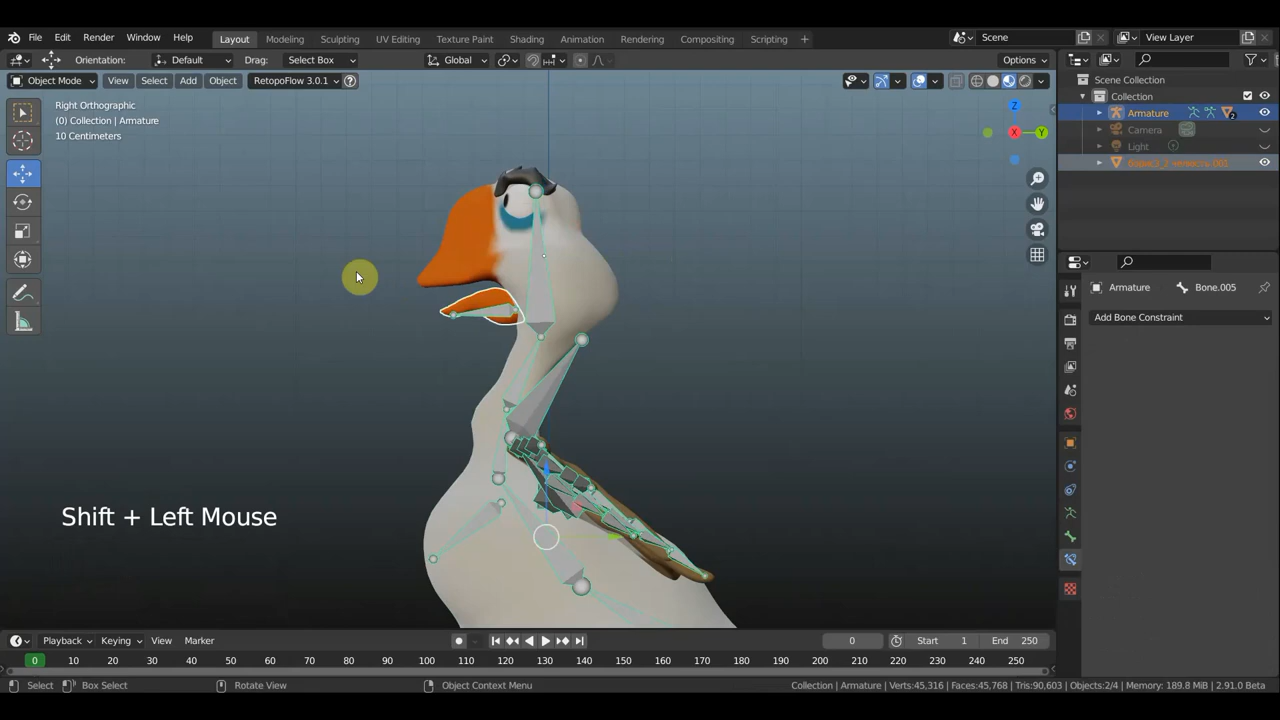 File Edit Render Window Help Layout Modeling Sculpting UV Editing Texture Paint Shading Animation Rendering Compositing Scripting + Scene View Layer
Orientation: Default Drag: Select Box Global Options
Object Mode View Select Add Object RetopoFlow 3.0.1
Scene Collection
Collection
Armature
Camera
Light
Right Orthographic
(0) Collection | Armature
10 Centimeters
Z
X
Y
Armature Bone.005
Add Bone Constraint
Shift + Left Mouse
Playback Keying View Marker 0 Start 1 End 250
0 10 20 30 40 50 60 70 80 90 100 110 120 130 140 150 160 170 180 190 200 210 220 230 240 250
Select Box Select Rotate View Object Context Menu Collection | Armature | Verts:45,316 | Faces:45,768 | Tris:90,603 | Objects:2/4 | Memory: 189.8 MiB | 2.91.0 Beta